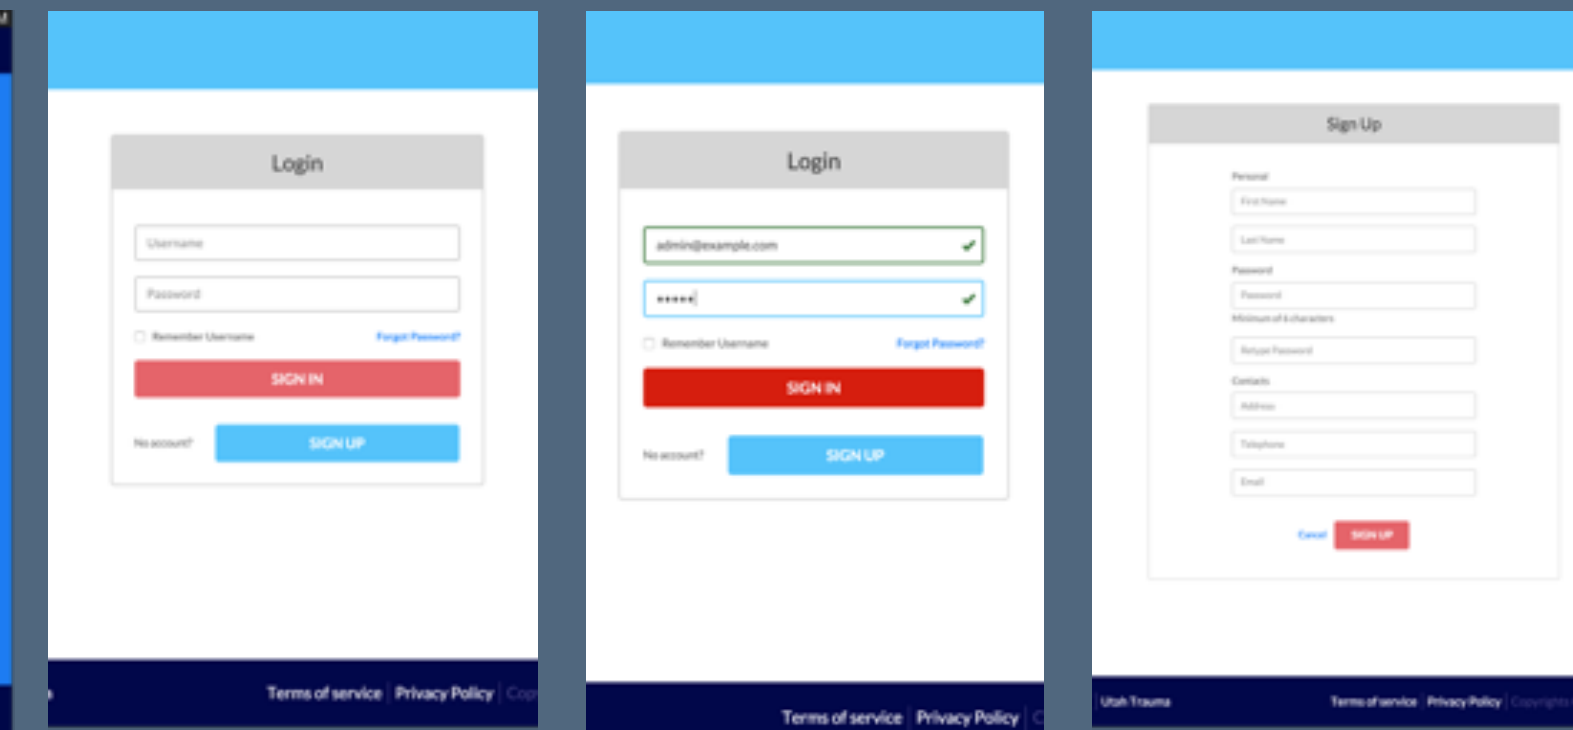 Login
Username
Password
Remember Username Forgot Password?
SIGN IN
No account? SIGN UP
Terms of service Privacy Policy
Login
admin@example.com
•••••
Remember Username Forgot Password?
SIGN IN
No account? SIGN UP
Terms of service Privacy Policy
Sign Up
Personal
First Name
Last Name
Password
Password
Minimum of 6 characters
Retype Password
Contacts
Address
Telephone
Email
Cancel SIGN UP
Utah Trauma Terms of service Privacy Policy Copyrights